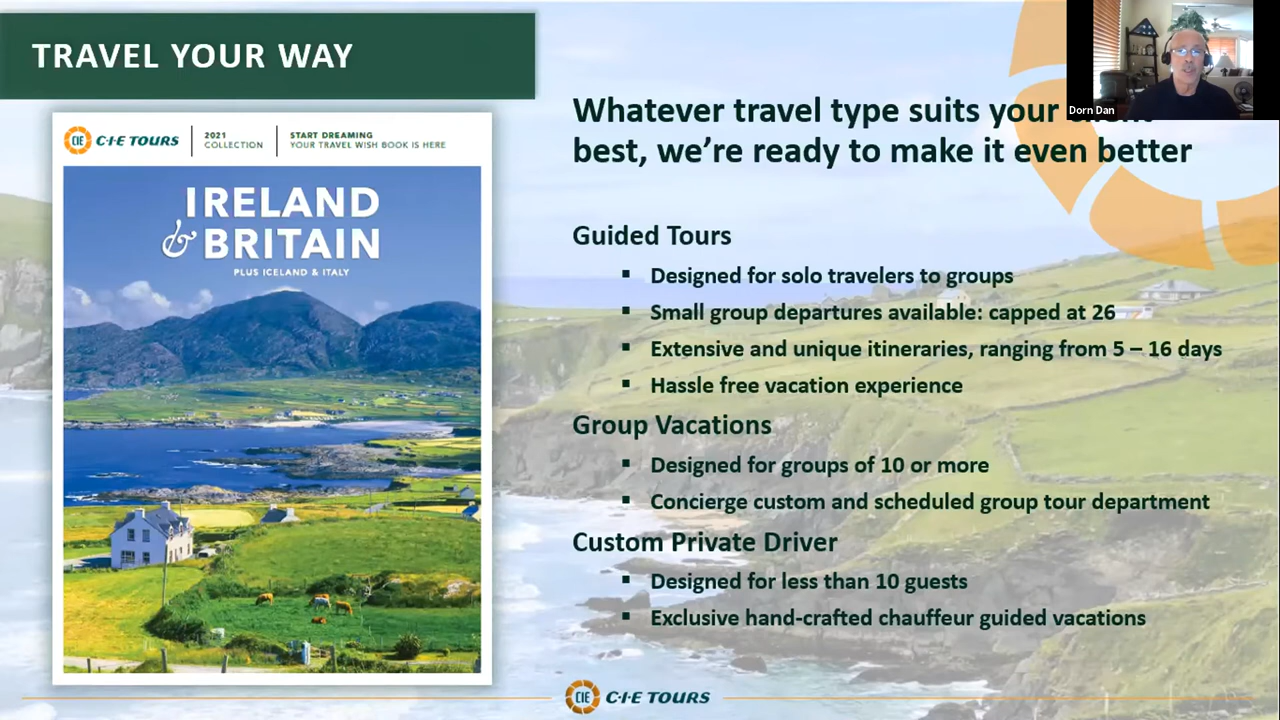 TRAVEL YOUR WAY
CIE
C·I·E TOURS
2021
COLLECTION
START DREAMING
YOUR TRAVEL WISH BOOK IS HERE
IRELAND
& BRITAIN
PLUS ICELAND & ITALY
Dorn Dan
Whatever travel type suits your
best, we're ready to make it even better
Guided Tours
▪ Designed for solo travelers to groups
▪ Small group departures available: capped at 26
▪ Extensive and unique itineraries, ranging from 5 – 16 days
▪ Hassle free vacation experience
Group Vacations
▪ Designed for groups of 10 or more
▪ Concierge custom and scheduled group tour department
Custom Private Driver
▪ Designed for less than 10 guests
▪ Exclusive hand-crafted chauffeur guided vacations
CIE
C·I·E TOURS